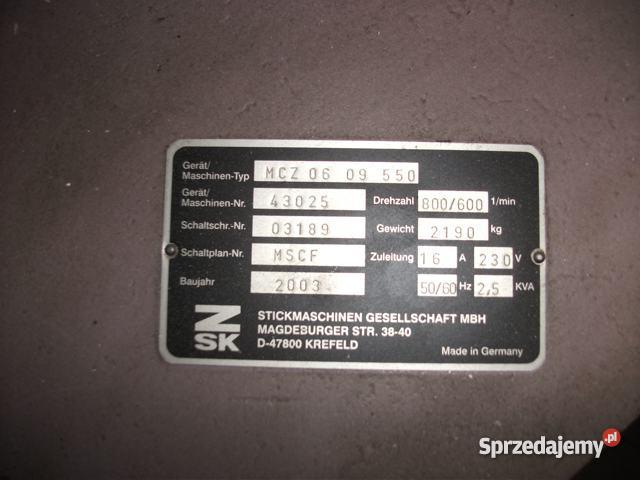 Gerät/
Maschinen-Typ MCZ 06 09 550
Gerät/
Maschinen-Nr. 43025 Drehzahl 800/600 1/min
Schaltschr.-Nr. 03189 Gewicht 2190 kg
Schaltplan-Nr. MSCF Zuleitung 16 A 230 V
Baujahr 2003 50/60 Hz 2,5 KVA
ZSK STICKMASCHINEN GESELLSCHAFT MBH
MAGDEBURGER STR. 38-40
D-47800 KREFELD
Made in Germany
Sprzedajemy.pl